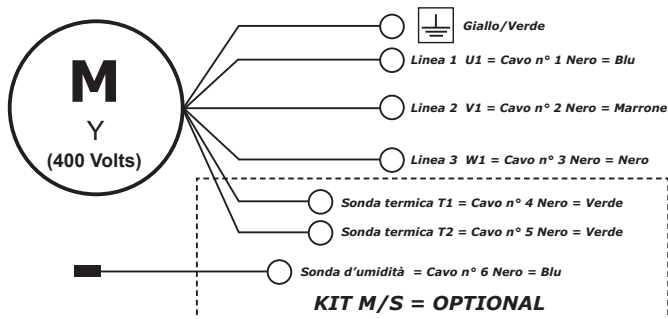 Giallo/Verde
Linea 1 U1 = Cavo n° 1 Nero = Blu
M
Y
(400 Volts)
Linea 2 V1 = Cavo n° 2 Nero = Marrone
Linea 3 W1 = Cavo n° 3 Nero = Nero
Sonda termica T1 = Cavo n° 4 Nero = Verde
Sonda termica T2 = Cavo n° 5 Nero = Verde
Sonda d'umidità = Cavo n° 6 Nero = Blu
KIT M/S = OPTIONAL